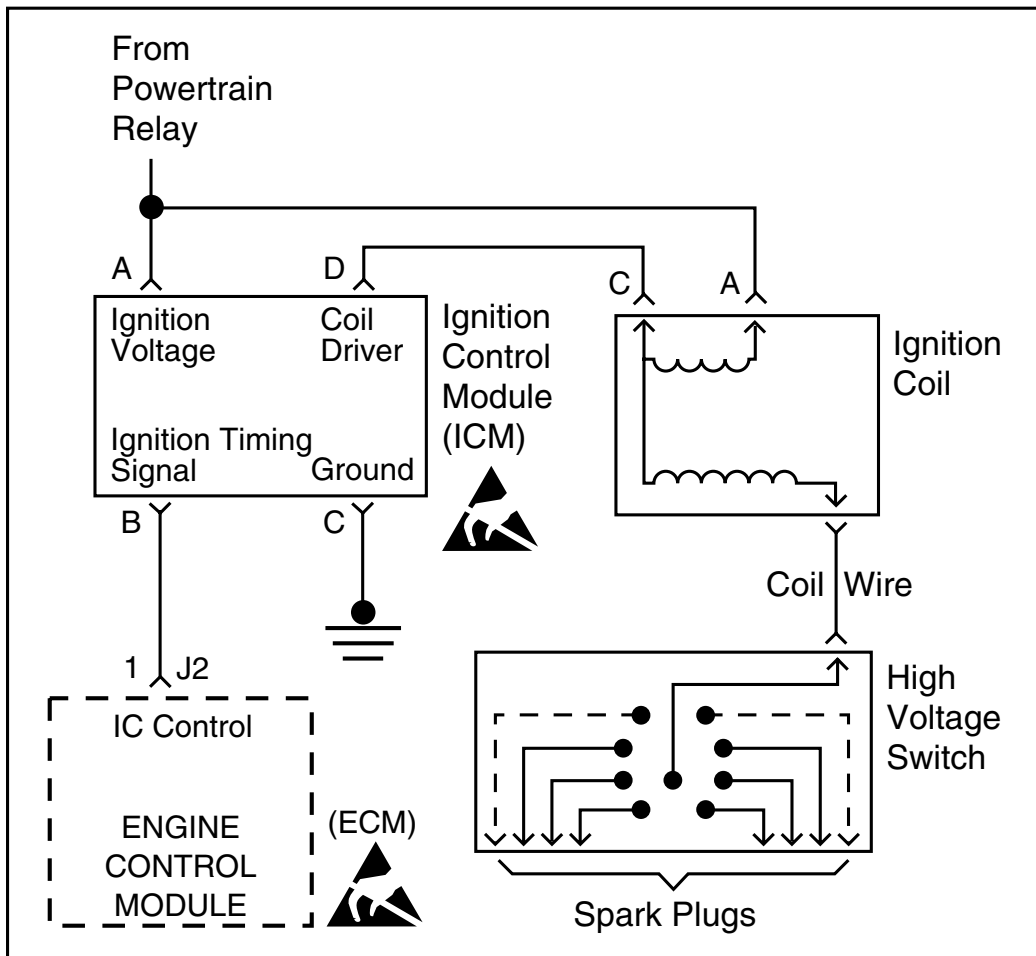 From
Powertrain
Relay
A
D
C
A
Ignition
Voltage
Coil
Driver
Ignition
Control
Module
(ICM)
Ignition
Coil
Ignition Timing
Signal
Ground
B
C
Coil Wire
1
J2
IC Control
ENGINE
CONTROL
MODULE
(ECM)
High
Voltage
Switch
Spark Plugs